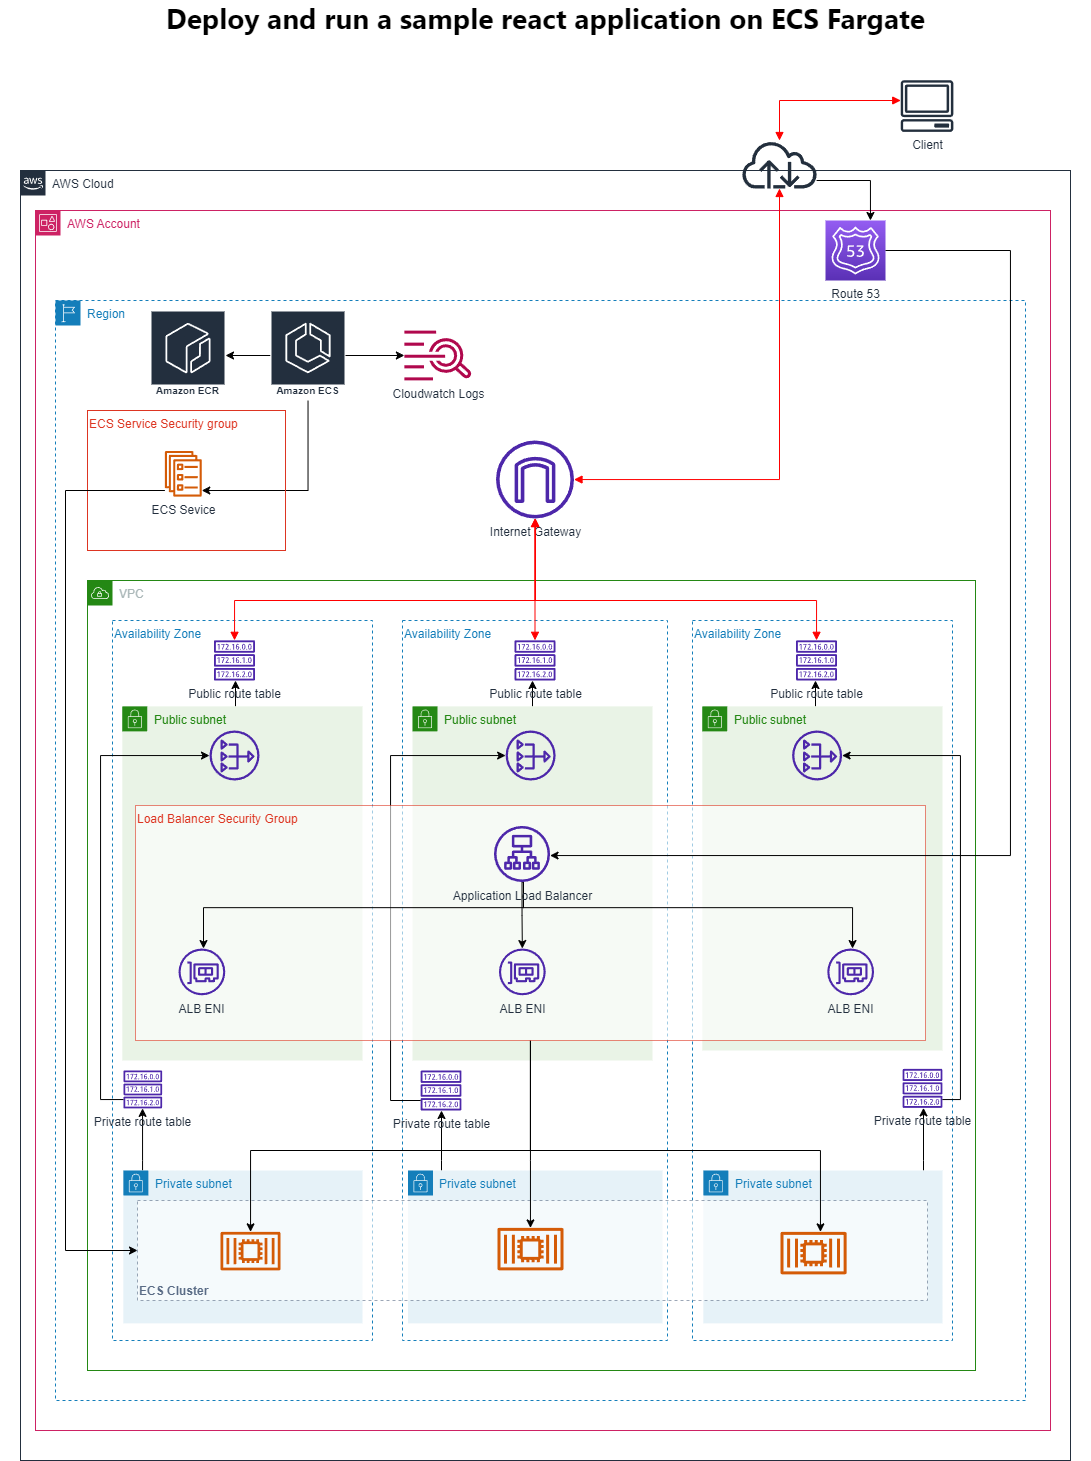 Deploy and run a sample react application on ECS Fargate
Client
aws
AWS Cloud
AWS Account
53
Route 53
Region
Amazon ECR
Amazon ECS
Cloudwatch Logs
ECS Service Security group
ECS Sevice
Internet Gateway
VPC
Availability Zone
Availability Zone
Availability Zone
172.16.0.0
172.16.1.0
172.16.2.0
172.16.0.0
172.16.1.0
172.16.2.0
172.16.0.0
172.16.1.0
172.16.2.0
Public route table
Public route table
Public route table
Public subnet
Public subnet
Public subnet
Load Balancer Security Group
Application Load Balancer
ALB ENI
ALB ENI
ALB ENI
172.16.0.0
172.16.1.0
172.16.2.0
172.16.0.0
172.16.1.0
172.16.2.0
172.16.0.0
172.16.1.0
172.16.2.0
Private route table
Private route table
Private route table
Private subnet
Private subnet
Private subnet
ECS Cluster